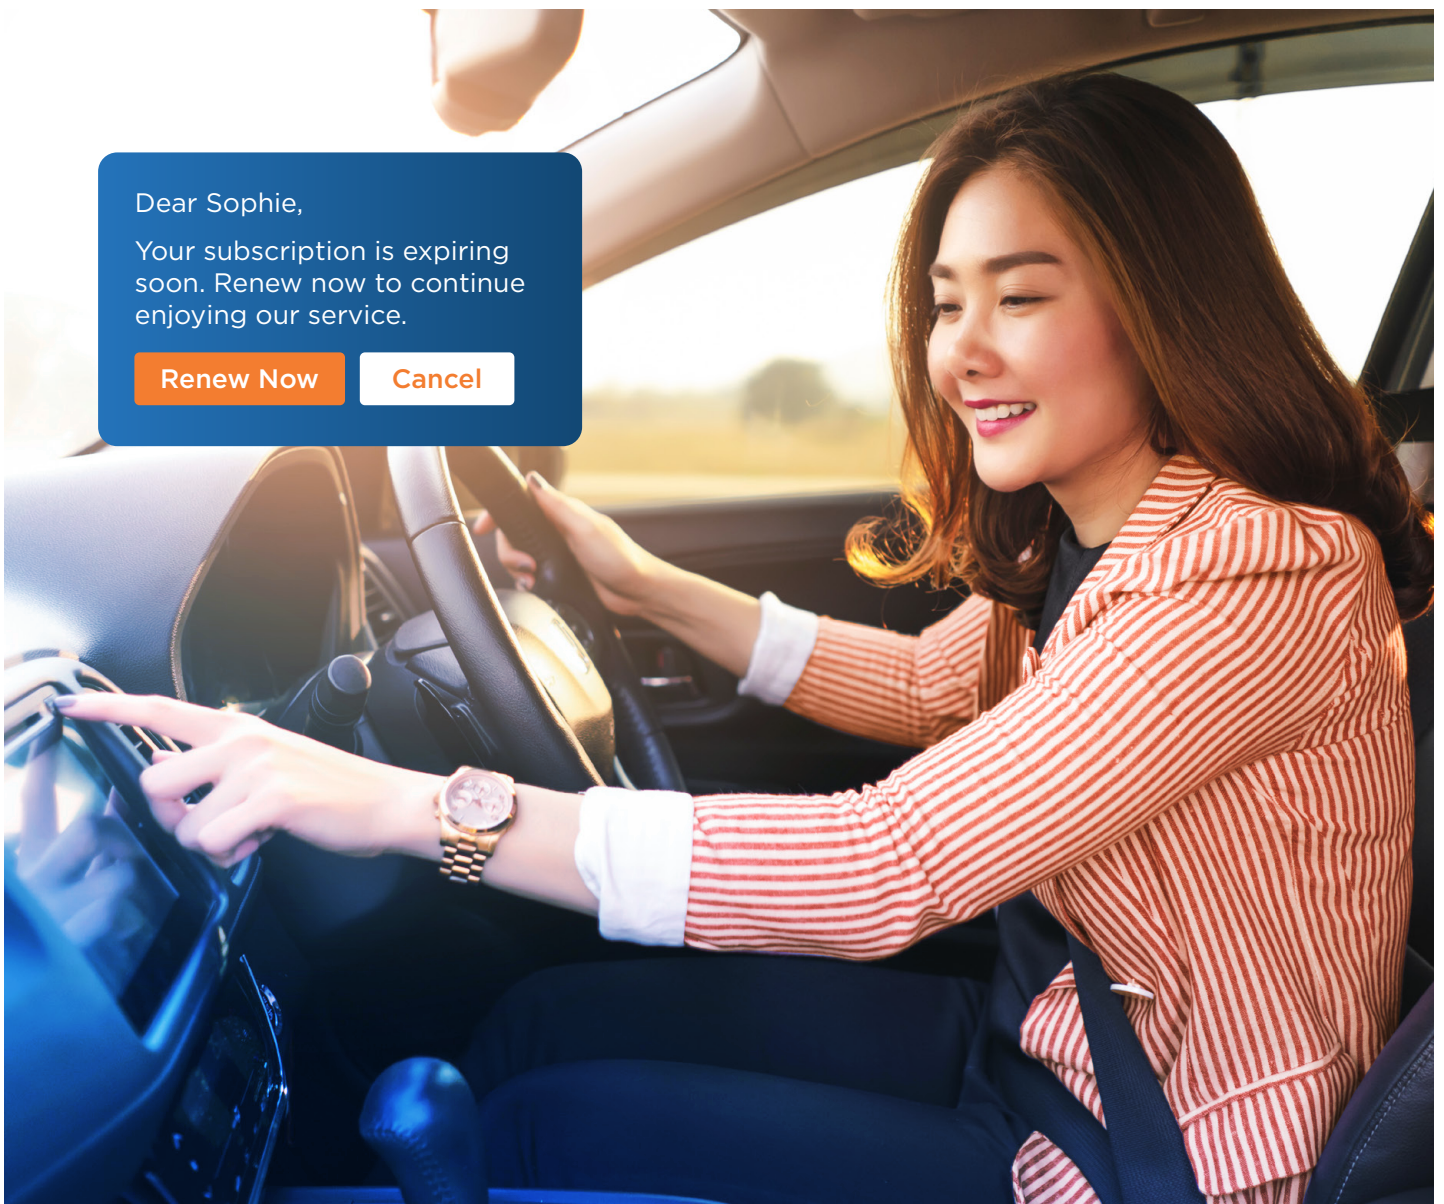 Dear Sophie,
Your subscription is expiring
soon. Renew now to continue
enjoying our service.
Renew Now
Cancel